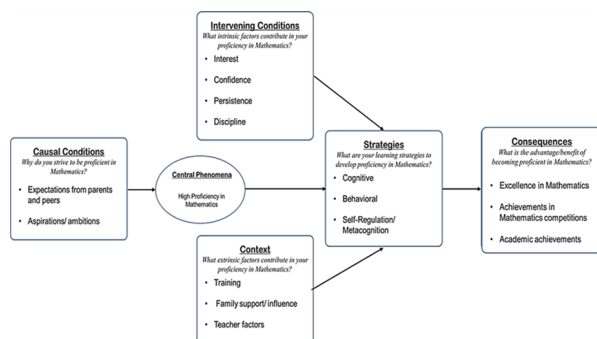 Intervening Conditions
What intrinsic factors contribute in your
proficiency in Mathematics?
• Interest
• Confidence
• Persistence
• Discipline
Causal Conditions
Why do you strive to be proficient in
Mathematics?
• Expectations from parents
and peers
• Aspirations/ ambitions
Central Phenomena
High Proficiency in
Mathematics
Strategies
What are your learning strategies to
develop proficiency in Mathematics?
• Cognitive
• Behavioral
• Self-Regulation/
Metacognition
Consequences
What is the advantage/benefit of
becoming proficient in Mathematics?
• Excellence in Mathematics
• Achievements in
Mathematics competitions
• Academic achievements
Context
What extrinsic factors contribute in your
proficiency in Mathematics?
• Training
• Family support/ influence
• Teacher factors